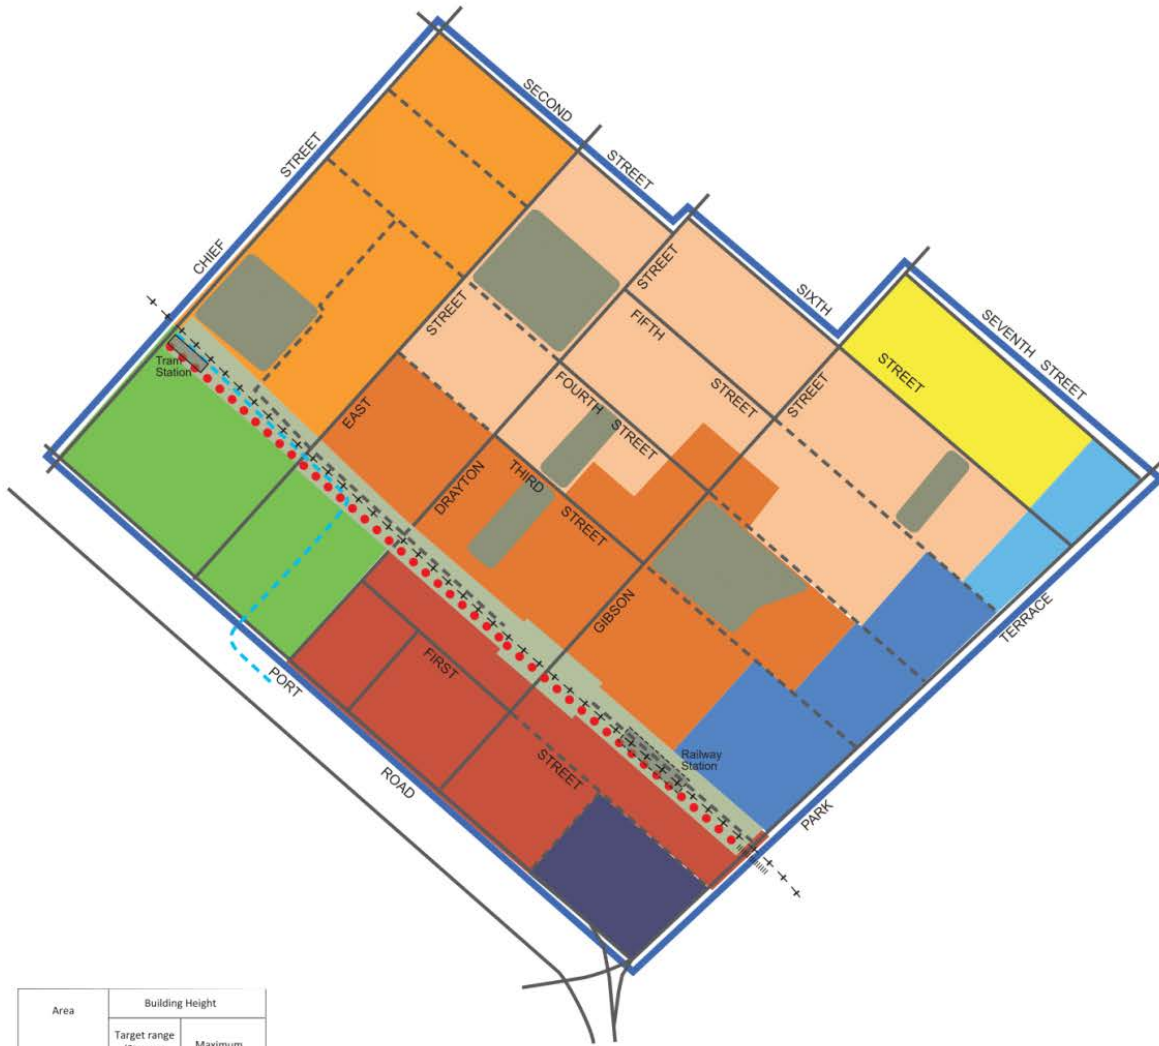 SECOND
STREET
STREET
CHIEF
STREET
SIXTH
SEVENTH STREET
STREET
FIFTH
STREET
STREET
STREET
Tram
Station
EAST
FOURTH
STREET
DRAYTON
THIRD
STREET
GIBSON
TERRACE
FIRST
PORT
STREET
Railway
Station
ROAD
PARK
Area
Building Height
Target range
Maximum